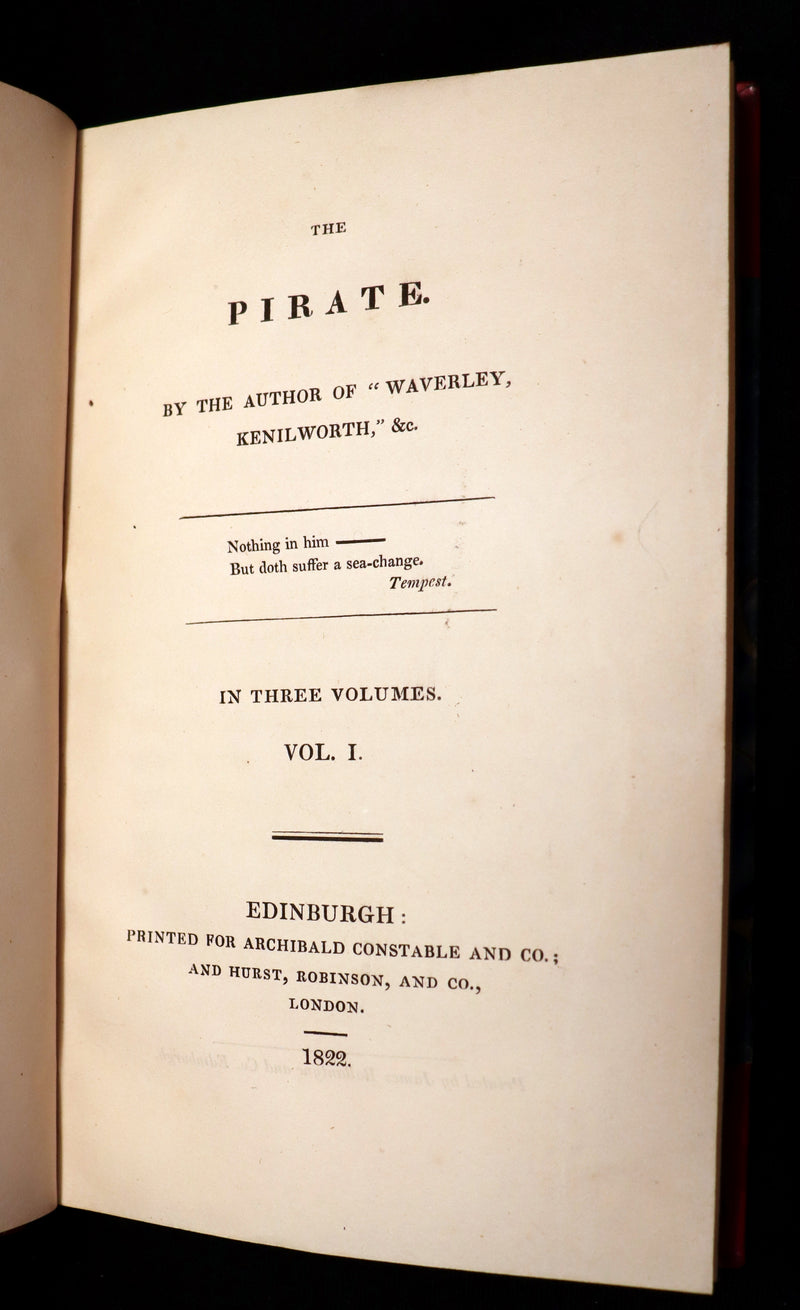 THE
PIRATE.
BY THE AUTHOR OF “WAVERLEY,
KENILWORTH,” &c.
Nothing in him ———
But doth suffer a sea-change.
Tempest.
IN THREE VOLUMES.
VOL. I.
EDINBURGH:
PRINTED FOR ARCHIBALD CONSTABLE AND CO.;
AND HURST, ROBINSON, AND CO.,
LONDON.
1822.